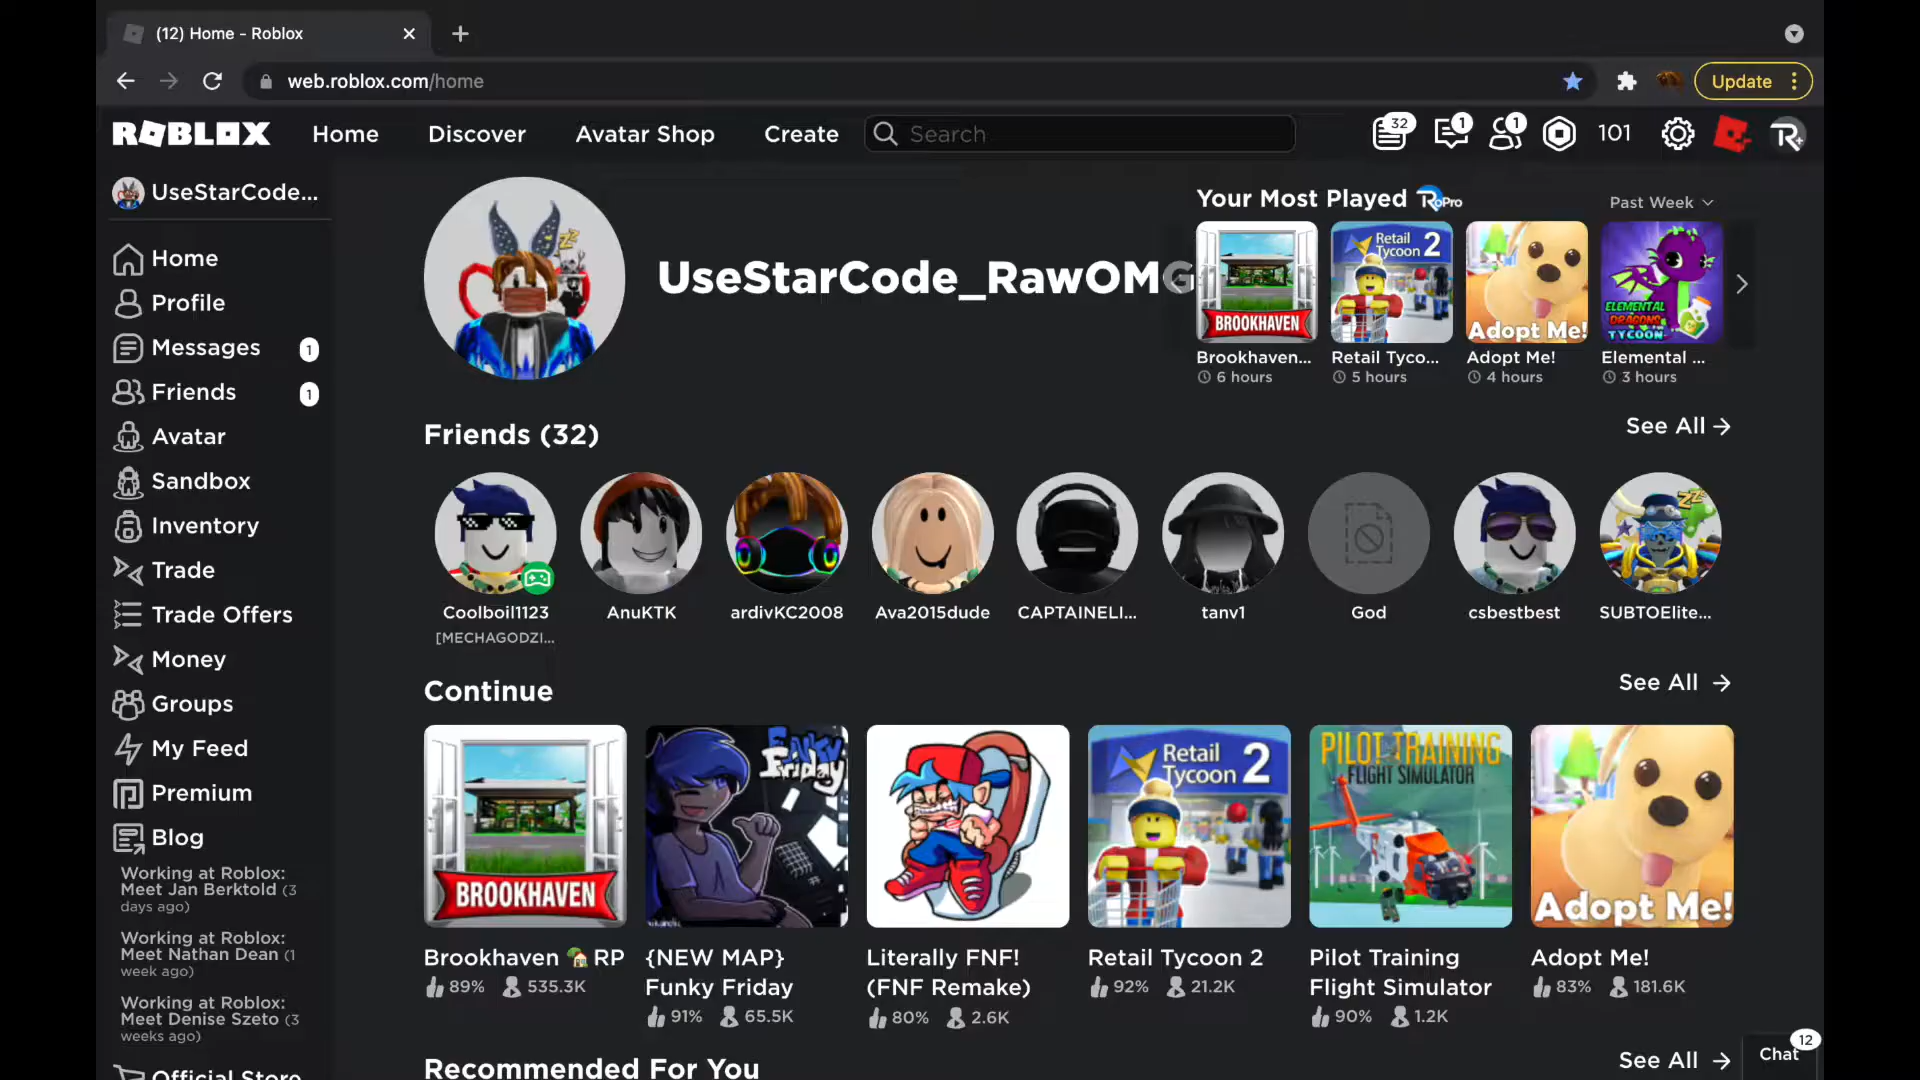 (12) Home - Roblox
web.roblox.com/home
Update
ROBLOX
Home
Discover
Avatar Shop
Create
Search
32
1
1
101
UseStarCode...
Home
Profile
Messages
1
Friends
1
Avatar
Sandbox
Inventory
Trade
Trade Offers
Money
Groups
My Feed
Premium
Blog
Working at Roblox:
Meet Jan Berktold (3
days ago)
Working at Roblox:
Meet Nathan Dean (1
week ago)
Working at Roblox:
Meet Denise Szeto (3
weeks ago)
Official Store
UseStarCode_RawOMG
Your Most Played
RoPro
Past Week
BROOKHAVEN
Retail
Tycoon 2
Adopt Me!
ELEMENTAL
DRAGONS
TYCOON
Brookhaven...
Retail Tyco...
Adopt Me!
Elemental ...
6 hours
5 hours
4 hours
3 hours
Friends (32)
See All
Coolboil1123
[MECHAGODZI...
AnuKTK
ardivKC2008
Ava2015dude
CAPTAINELI...
tanv1
God
csbestbest
SUBTOElite...
Continue
See All
BROOKHAVEN
Funky
Friday
Retail
Tycoon 2
PILOT TRAINING
FLIGHT SIMULATOR
Adopt Me!
Brookhaven 🏡RP
89% 535.3K
{NEW MAP}
Funky Friday
91% 65.5K
Literally FNF!
(FNF Remake)
80% 2.6K
Retail Tycoon 2
92% 21.2K
Pilot Training
Flight Simulator
90% 1.2K
Adopt Me!
83% 181.6K
Recommended For You
See All
Chat
12